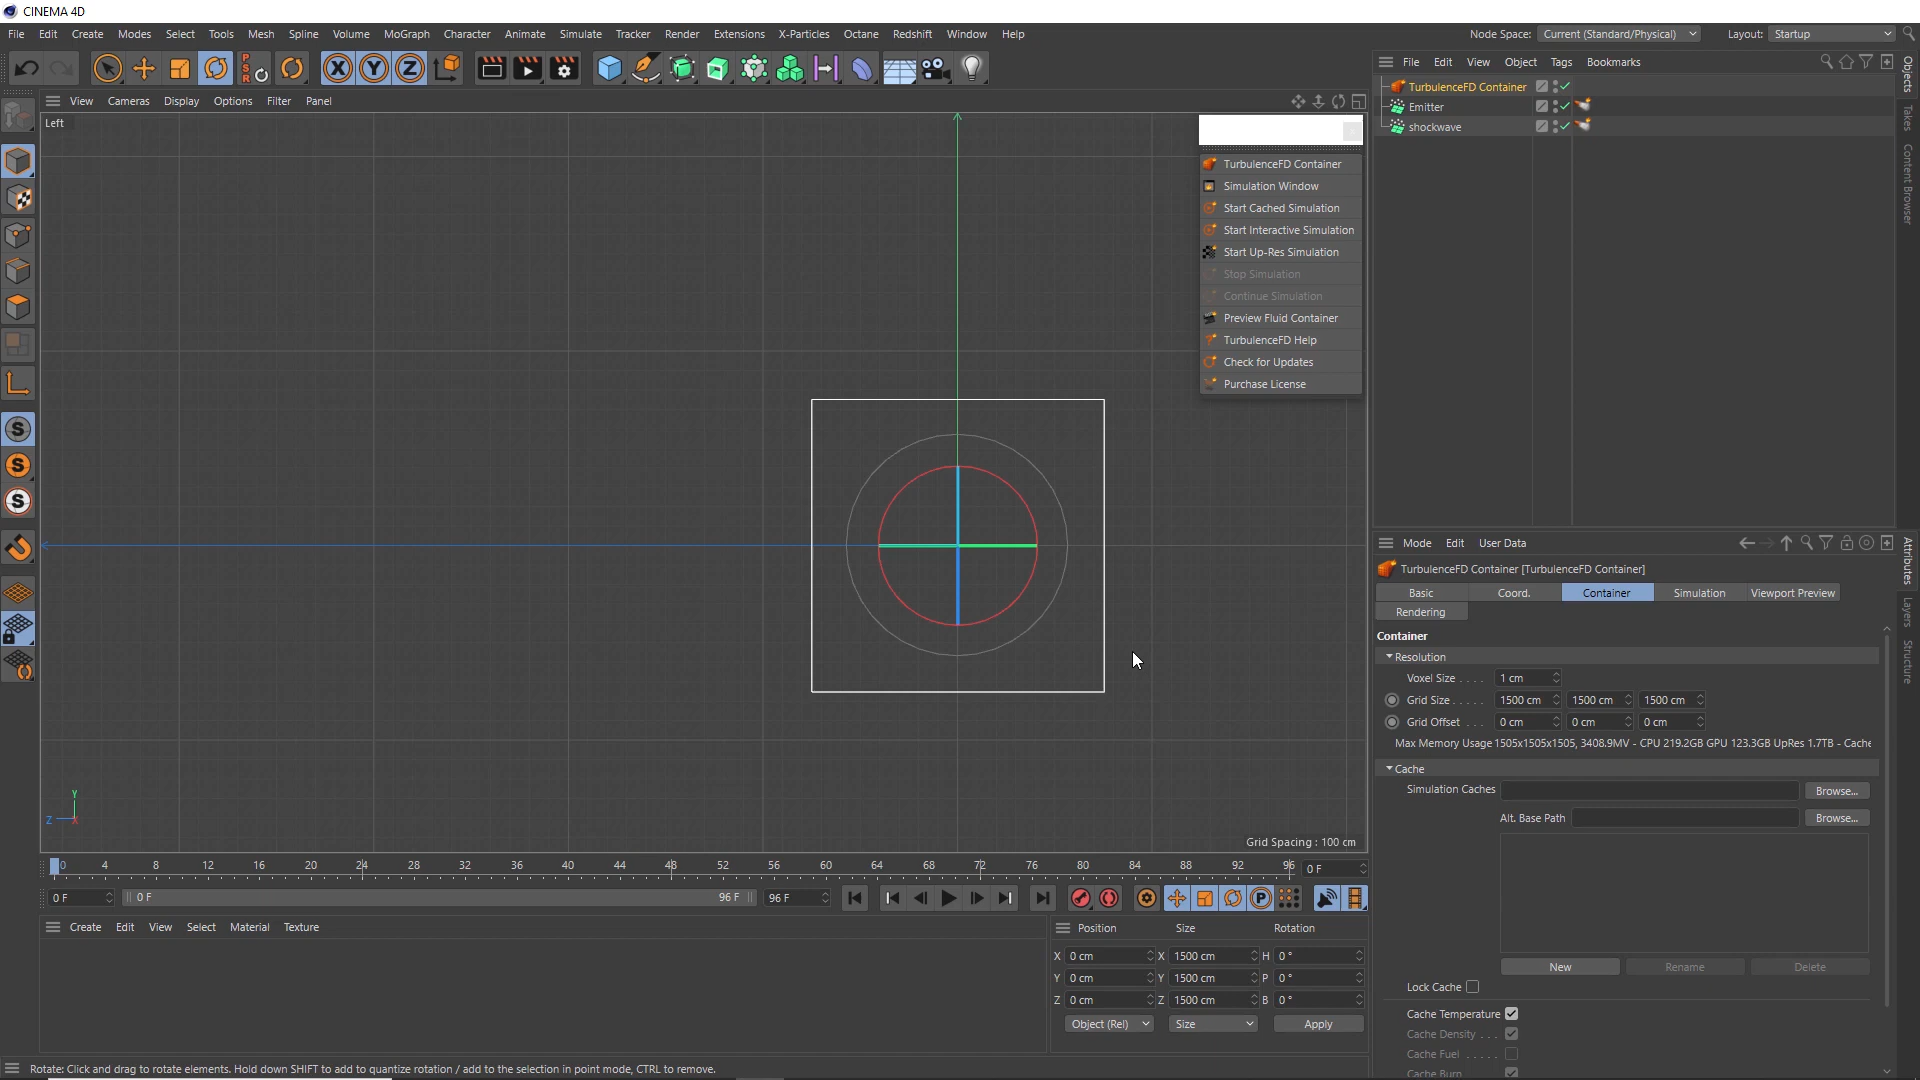 CINEMA 4D
File Edit Create Modes Select Tools Mesh Spline Volume MoGraph Character Animate Simulate Tracker Render Extensions X-Particles Octane Redshift Window Help
Node Space: Current (Standard/Physical) Layout: Startup
P S R X Y Z
View Cameras Display Options Filter Panel
File Edit View Object Tags Bookmarks
Left
TurbulenceFD Container
Emitter
shockwave
Objects
Takes
Content Browser
TurbulenceFD Container
Simulation Window
Start Cached Simulation
Start Interactive Simulation
Start Up-Res Simulation
Stop Simulation
Continue Simulation
Preview Fluid Container
TurbulenceFD Help
Check for Updates
Purchase License
S
S
S
Mode Edit User Data
TurbulenceFD Container [TurbulenceFD Container]
Basic Coord. Container Simulation Viewport Preview
Rendering
Container
Resolution
Voxel Size . . . . 1 cm
Grid Size . . . . . 1500 cm 1500 cm 1500 cm
Grid Offset . . . 0 cm 0 cm 0 cm
Max Memory Usage 1505x1505x1505, 3408.9MV - CPU 219.2GB GPU 123.3GB UpRes 1.7TB - Cache
Cache
Simulation Caches Browse...
Alt. Base Path Browse...
New Rename Delete
Lock Cache
Cache Temperature
Cache Density . . .
Cache Fuel . . . . .
Cache Burn
Attributes
Layers
Structure
Y
Z X
Grid Spacing : 100 cm
0 4 8 12 16 20 24 28 32 36 40 44 48 52 56 60 64 68 72 76 80 84 88 92 96 0 F
0 F 0 F 96 F 96 F P
Create Edit View Select Material Texture
Position Size Rotation
X 0 cm X 1500 cm H 0 °
Y 0 cm Y 1500 cm P 0 °
Z 0 cm Z 1500 cm B 0 °
Object (Rel) Size Apply
Rotate: Click and drag to rotate elements. Hold down SHIFT to add to quantize rotation / add to the selection in point mode, CTRL to remove.